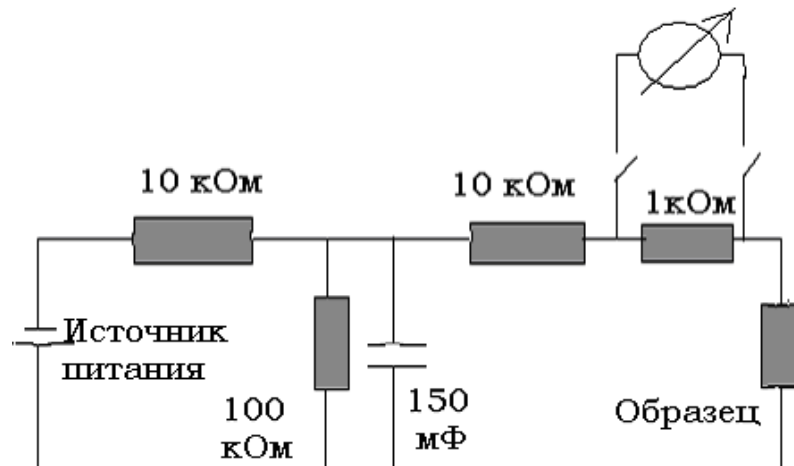 10 кОм
10 кОм
1кОм
Источник
питания
100
кОм
150
мФ
Образец